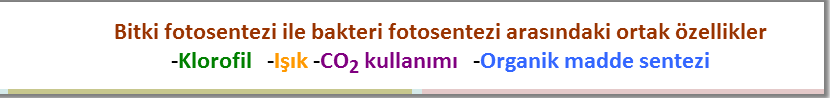 Bitki fotosentezi ile bakteri fotosentezi arasındaki ortak özellikler
-Klorofil -Işık -CO₂ kullanımı -Organik madde sentezi